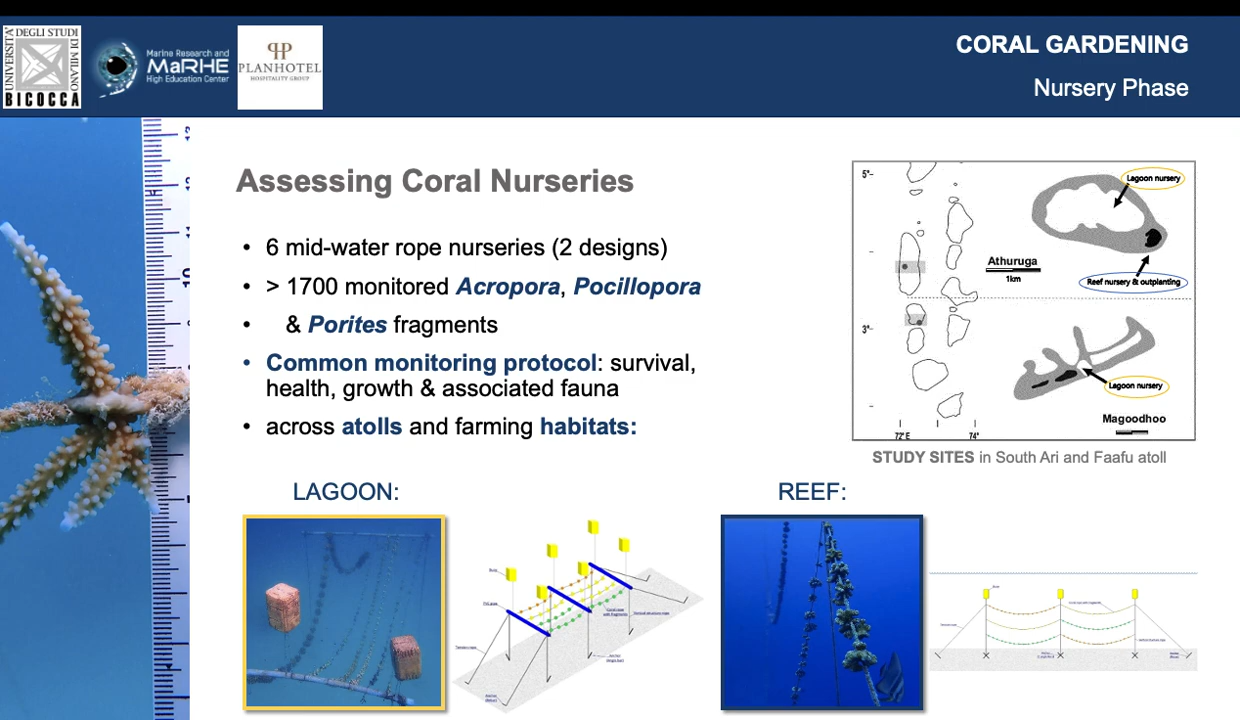 UNIVERSITA'
DEGLI STUDI
DI MILANO
BICOCCA
Marine Research and
MaRHE
High Education Center
PLANHOTEL
HOSPITALITY GROUP
CORAL GARDENING
Nursery Phase
Assessing Coral Nurseries
• 6 mid-water rope nurseries (2 designs)
• > 1700 monitored Acropora, Pocillopora
• & Porites fragments
• Common monitoring protocol: survival,
health, growth & associated fauna
• across atolls and farming habitats:
5°
Lagoon nursery
Athuruga
1km
Reef nursery & outplanting
3°
Lagoon nursery
Magoodhoo
72° E
74°
STUDY SITES in South Ari and Faafu atoll
LAGOON:
REEF:
10
11